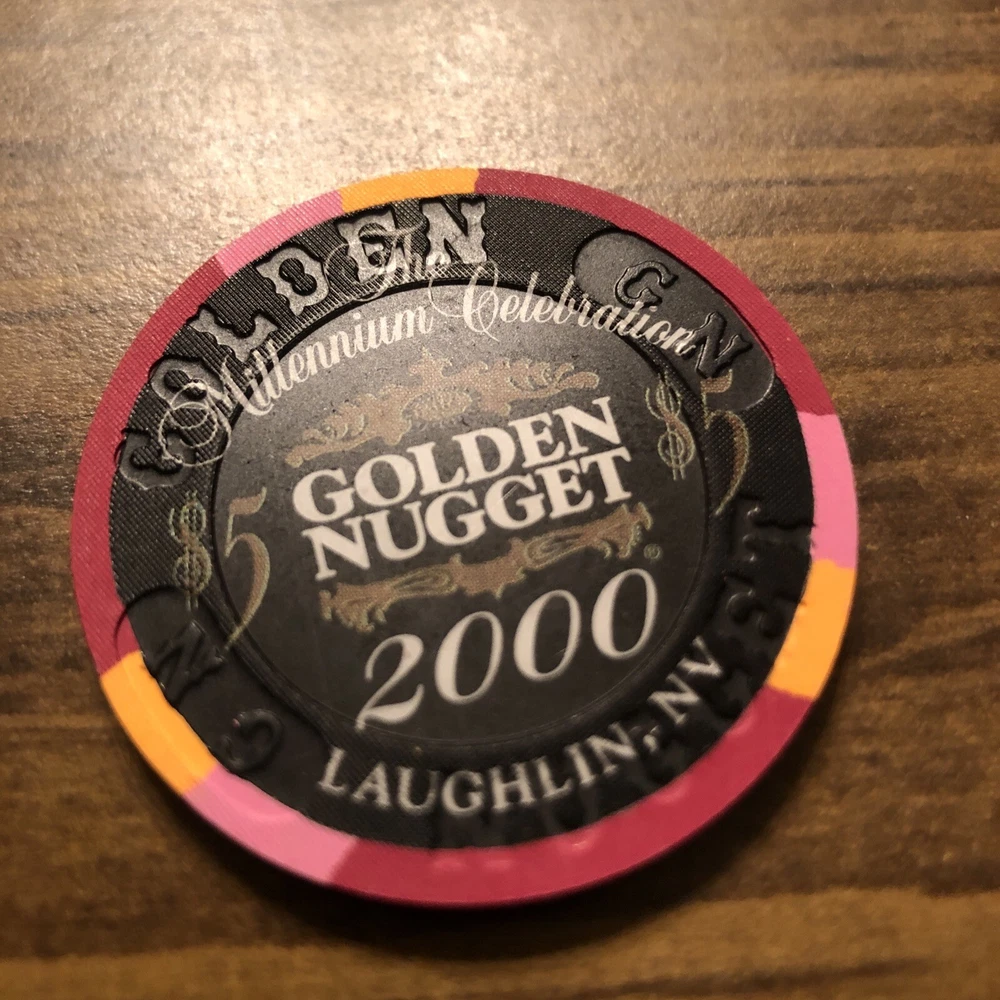 GOLDEN
G N
The
Millennium Celebration
$5
$5
GOLDEN
NUGGET
®
2000
G N
LAUGHLIN, NV